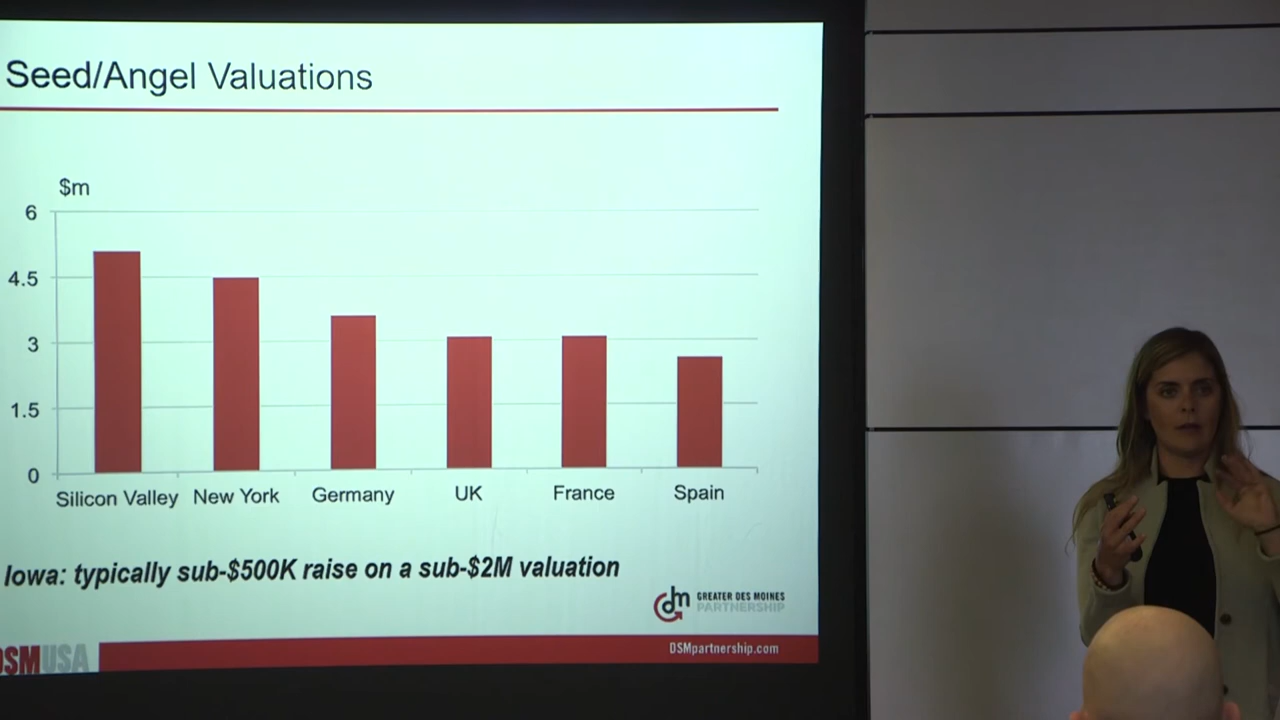 Seed/Angel Valuations
$m
6
4.5
3
1.5
0
Silicon Valley New York Germany UK France Spain
Iowa: typically sub-$500K raise on a sub-$2M valuation
dm GREATER DES MOINES
PARTNERSHIP
DSMUSA
DSMpartnership.com